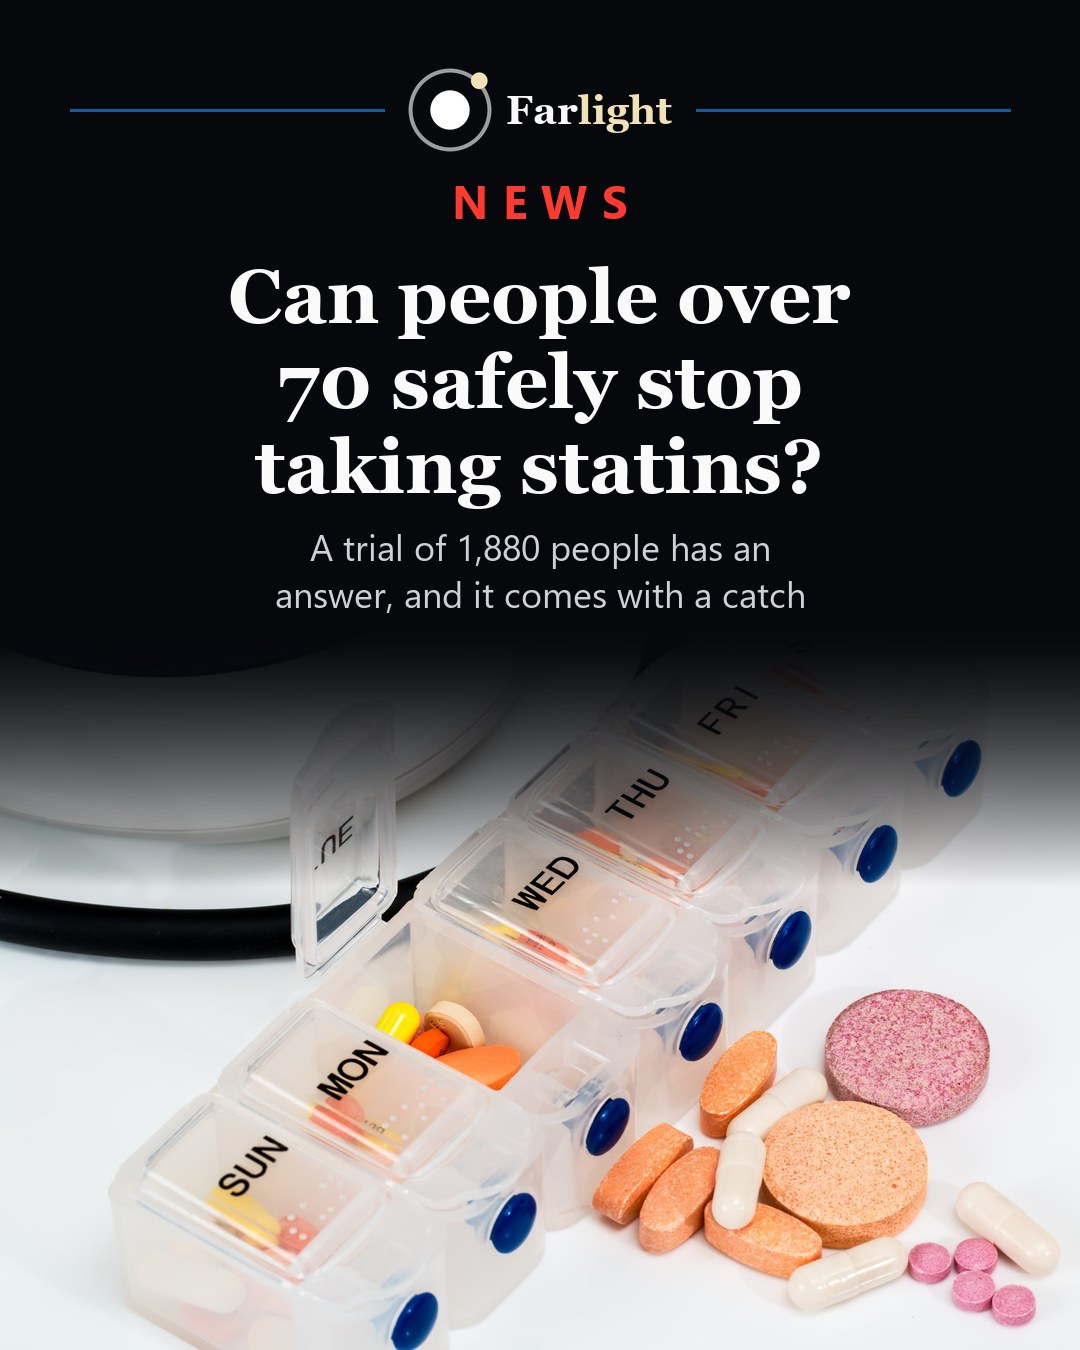 Farlight
NEWS
Can people over
70 safely stop
taking statins?
A trial of 1,880 people has an
answer, and it comes with a catch
FRI
THU
UE
WED
MON
SUN